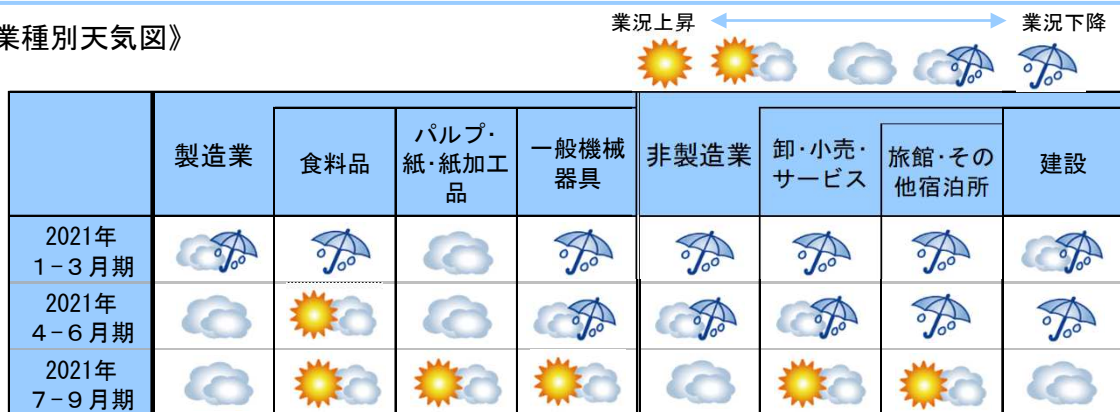 業況上昇
業況下降
業種別天気図》
製造業
食料品
パルプ・
紙・紙加工
品
一般機械
器具
非製造業
卸・小売・
サービス
旅館・その
他宿泊所
建設
2021年
1-3月期
2021年
4-6月期
2021年
7-9月期